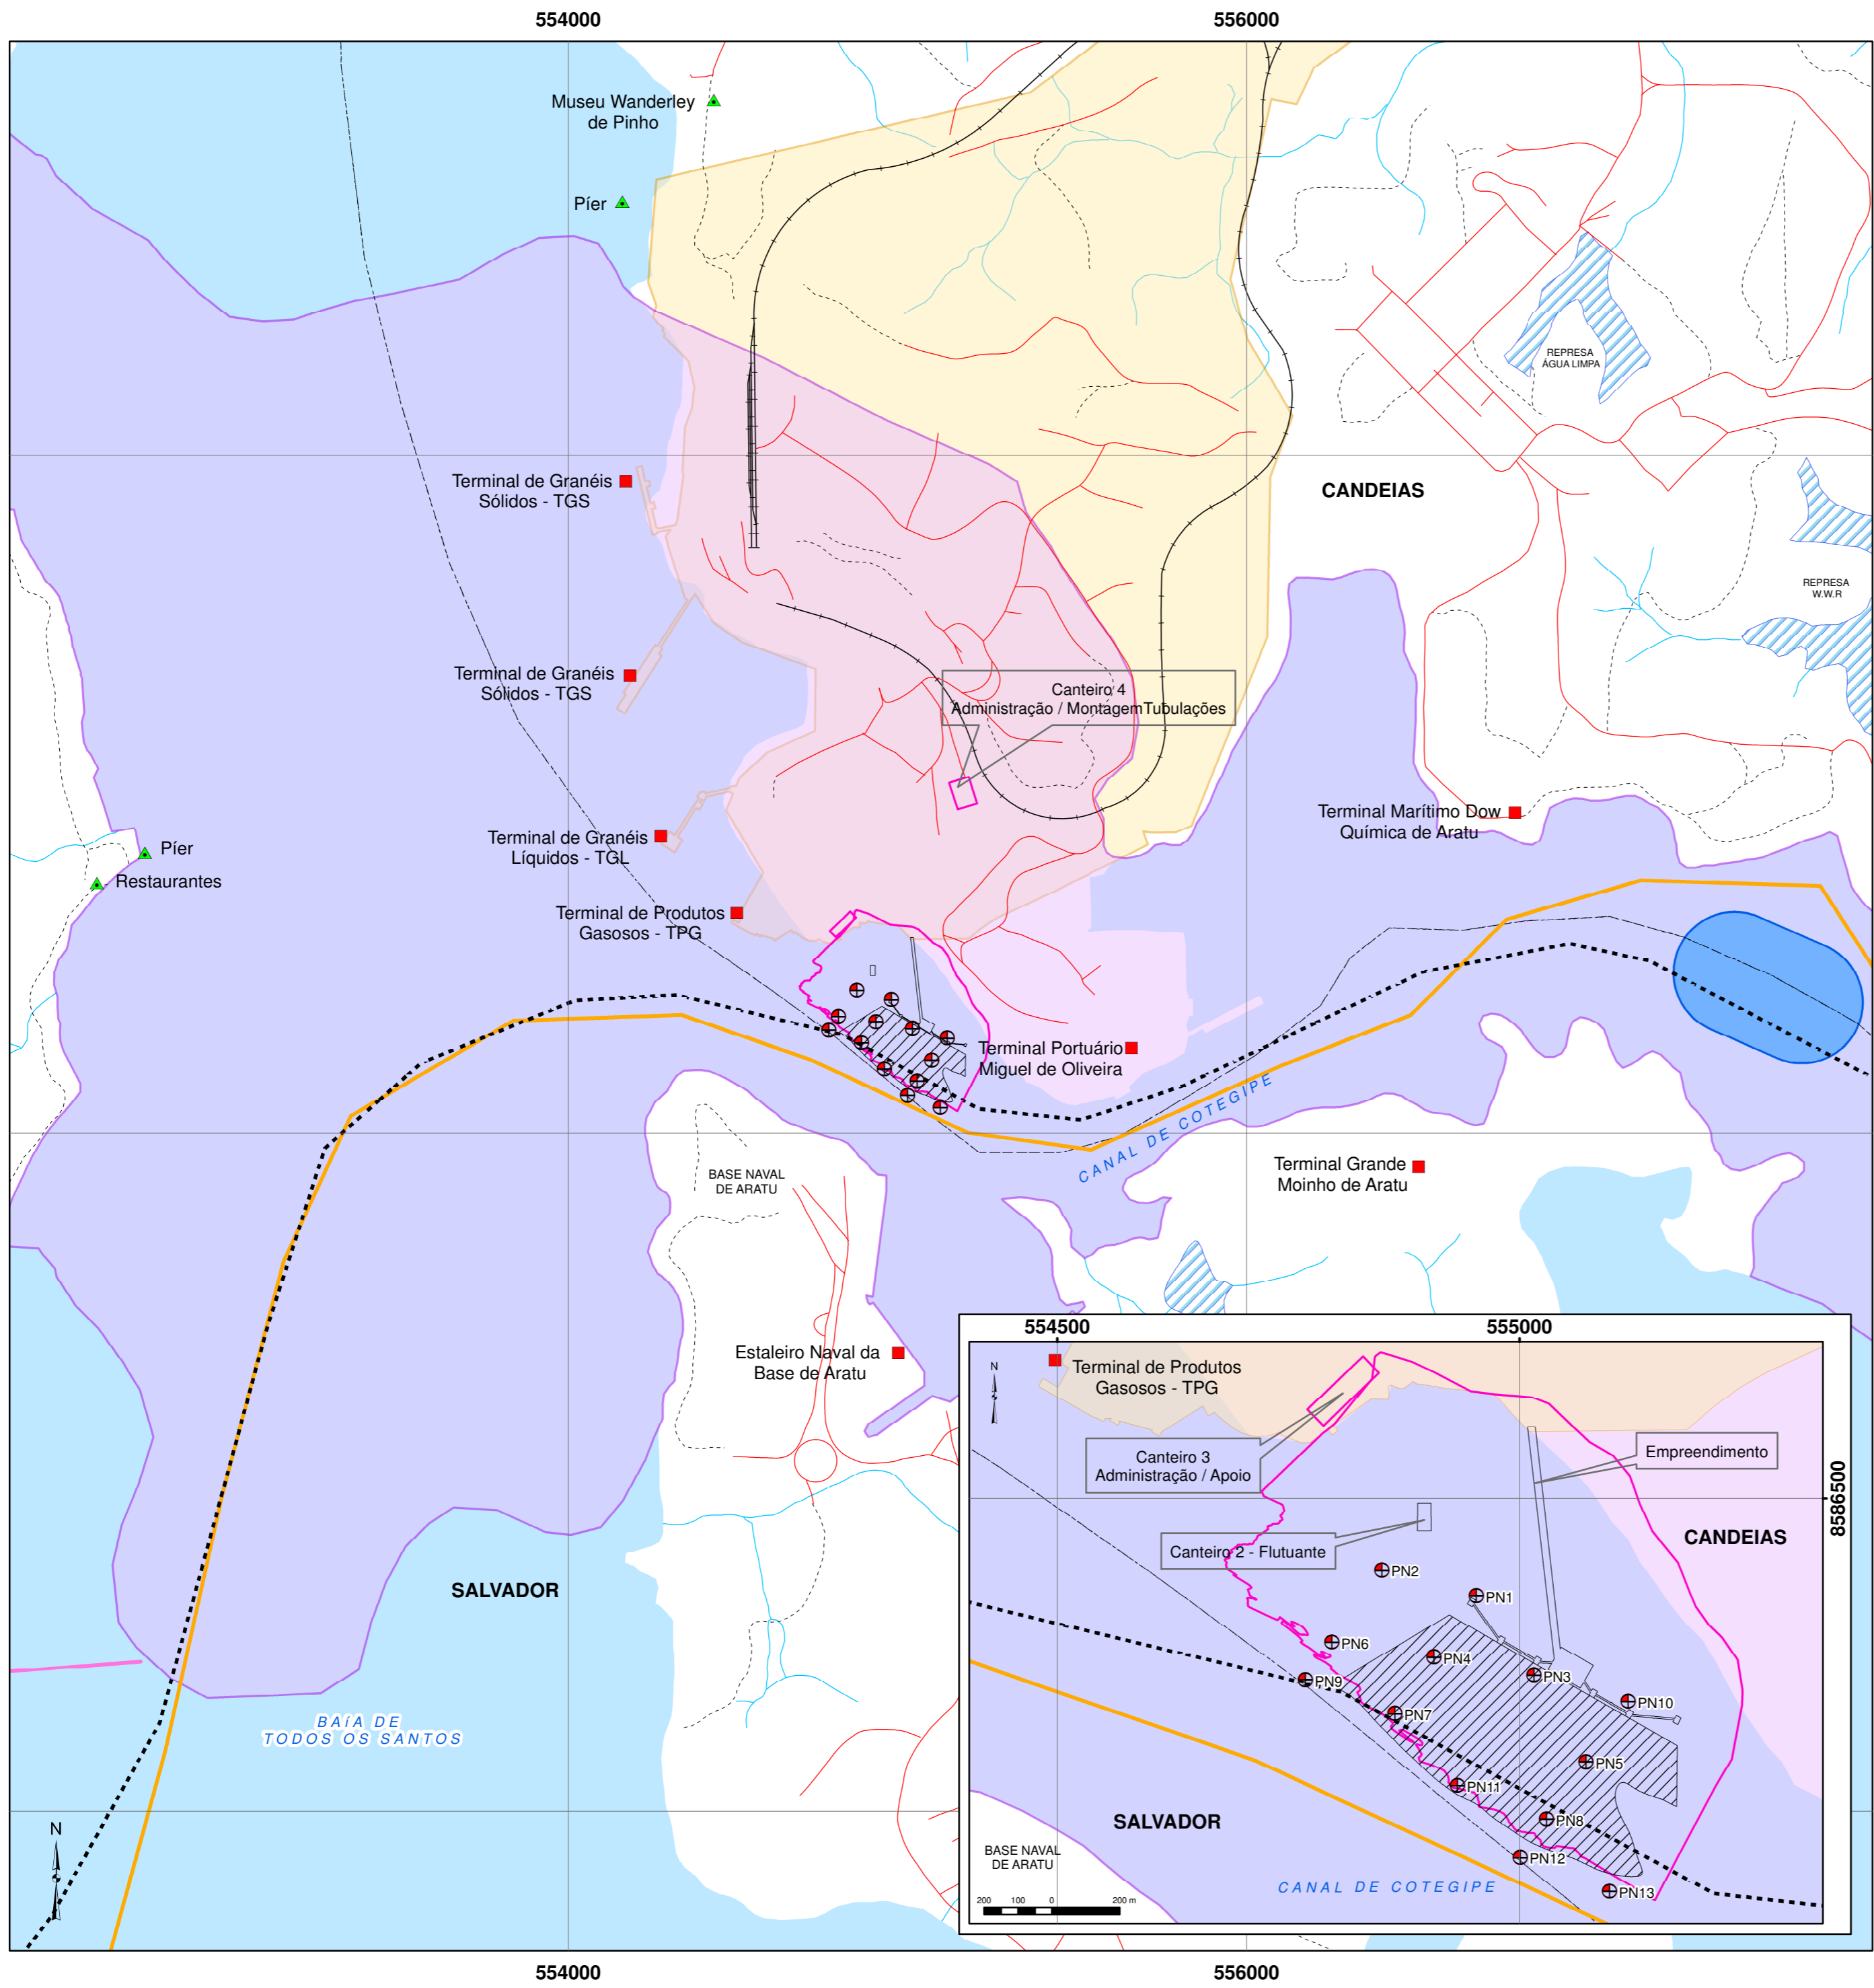 554000
556000
Museu Wanderley
de Pinho
Píer
REPRESA
ÁGUA LIMPA
Terminal de Granéis
Sólidos - TGS
CANDEIAS
REPRESA
W.W.R
Terminal de Granéis
Sólidos - TGS
Canteiro 4
Administração / MontagemTubulações
Terminal Marítimo Dow
Química de Aratu
Terminal de Granéis
Líquidos - TGL
Píer
Restaurantes
Terminal de Produtos
Gasosos - TPG
Terminal Portuário
Miguel de Oliveira
CANAL DE COTEGIPE
BASE NAVAL
DE ARATU
Terminal Grande
Moinho de Aratu
Estaleiro Naval da
Base de Aratu
SALVADOR
BAÍA DE
TODOS OS SANTOS
N
554500
555000
N
Terminal de Produtos
Gasosos - TPG
Canteiro 3
Administração / Apoio
Empreendimento
8586500
CANDEIAS
Canteiro 2 - Flutuante
PN2
PN1
PN6
PN4
PN3
PN9
PN10
PN7
PN5
PN11
PN8
SALVADOR
PN12
BASE NAVAL
DE ARATU
CANAL DE COTEGIPE
PN13
200 100 0 200 m
554000
556000